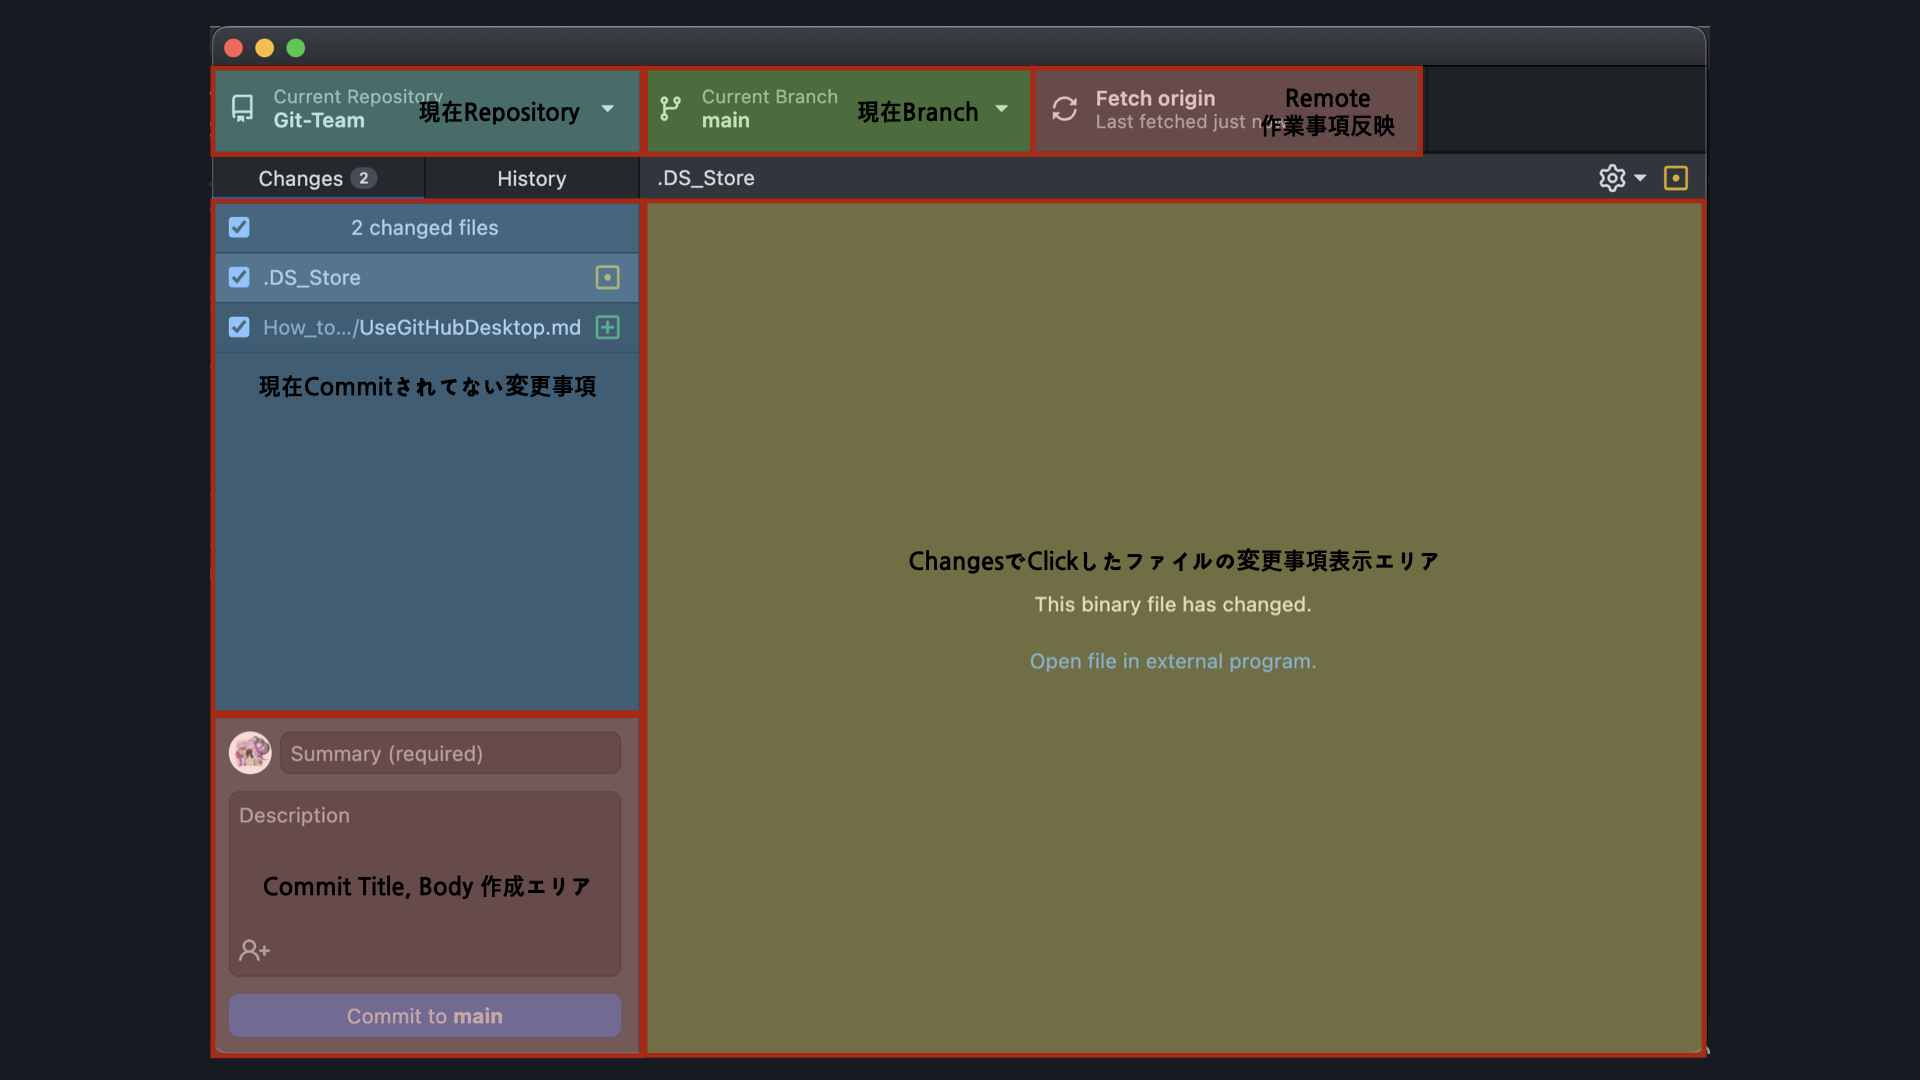 Current Repository
Git-Team
現在Repository
Current Branch
main
現在Branch
Fetch origin
Last fetched just now
Remote
作業事項反映
Changes 2
History
.DS_Store
2 changed files
.DS_Store
How_to.../UseGitHubDesktop.md
現在Commitされてない変更事項
ChangesでClickしたファイルの変更事項表示エリア
This binary file has changed.
Open file in external program.
Summary (required)
Description
Commit Title, Body 作成エリア
Commit to main